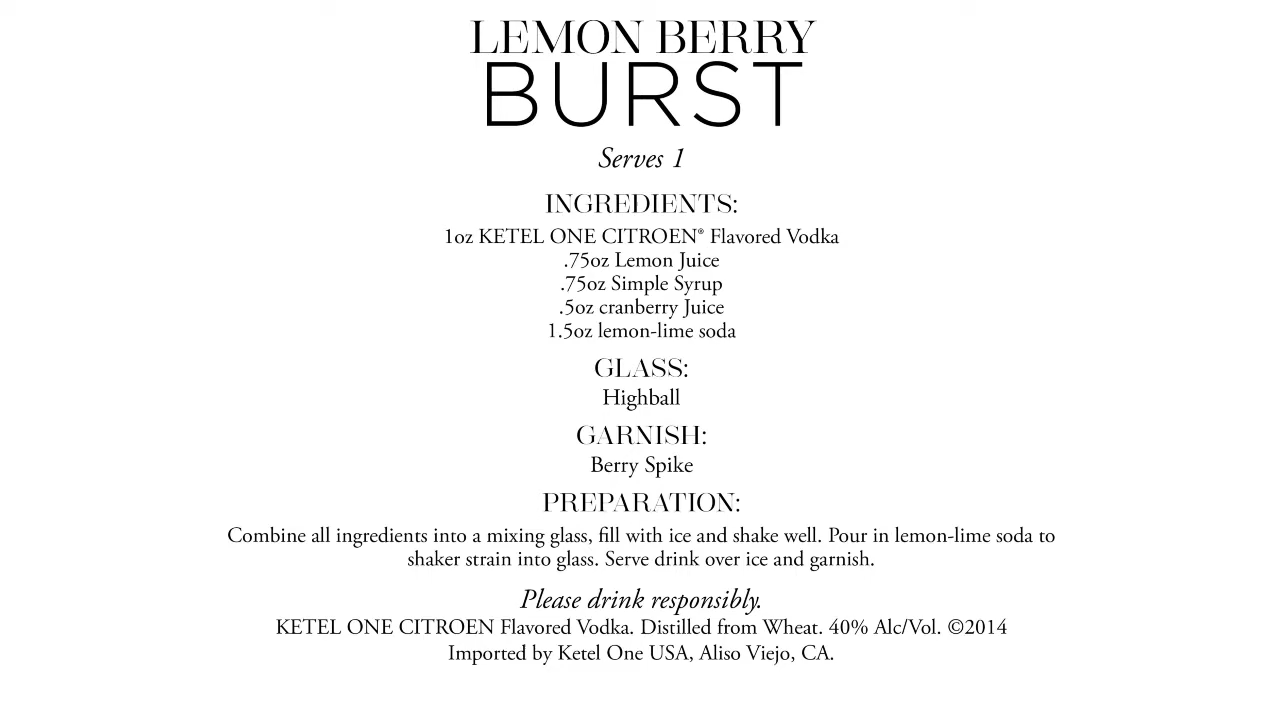 LEMON BERRY
BURST
Serves 1
INGREDIENTS:
1oz KETEL ONE CITROEN® Flavored Vodka
.75oz Lemon Juice
.75oz Simple Syrup
.5oz cranberry Juice
1.5oz lemon-lime soda
GLASS:
Highball
GARNISH:
Berry Spike
PREPARATION:
Combine all ingredients into a mixing glass, fill with ice and shake well. Pour in lemon-lime soda to
shaker strain into glass. Serve drink over ice and garnish.
Please drink responsibly.
KETEL ONE CITROEN Flavored Vodka. Distilled from Wheat. 40% Alc/Vol. ©2014
Imported by Ketel One USA, Aliso Viejo, CA.